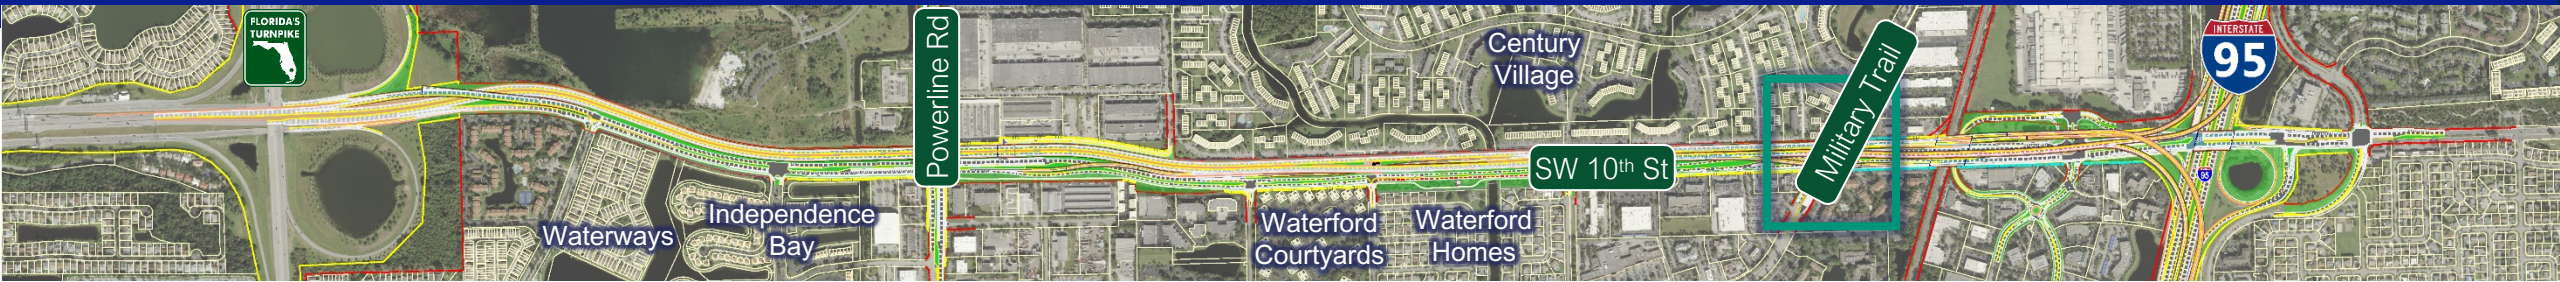 FLORIDA'S
TURNPIKE
Waterways
Independence
Bay
Powerline Rd
Waterford
Courtyards
Waterford
Homes
Century
Village
SW 10th St
Military Trail
INTERSTATE
95
95